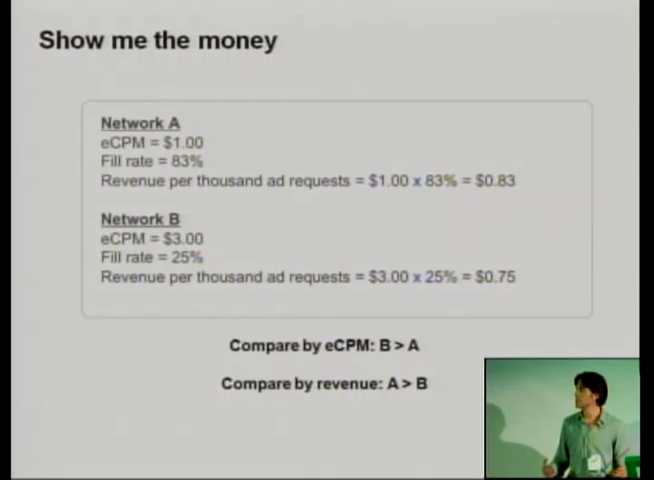 Show me the money
Network A
eCPM = $1.00
Fill rate = 83%
Revenue per thousand ad requests = $1.00 x 83% = $0.83
Network B
eCPM = $3.00
Fill rate = 25%
Revenue per thousand ad requests = $3.00 x 25% = $0.75
Compare by eCPM: B > A
Compare by revenue: A > B